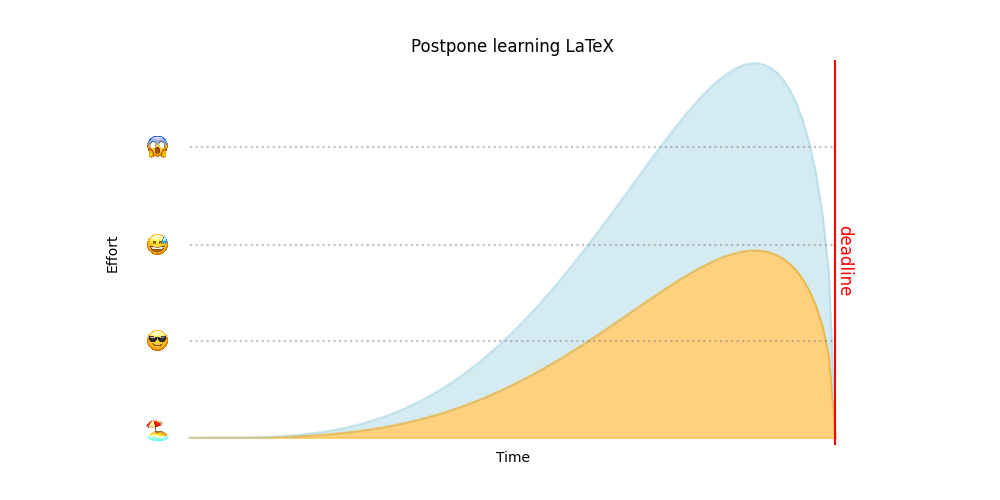 Postpone learning LaTeX
😱
😅
😎
🏖️
Effort
deadline
Time